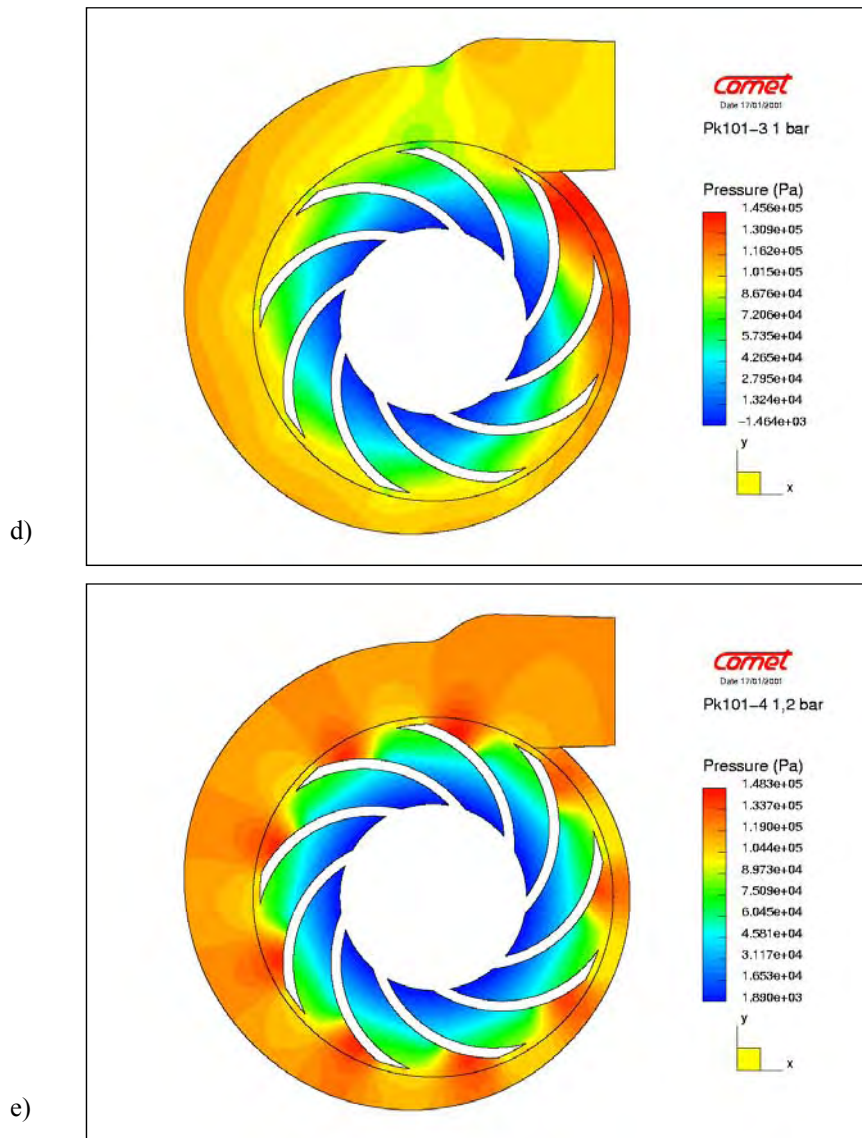 d)
Comet
Date 17/01/2001
Pk101-3 1 bar
Pressure (Pa)
1.456e+05
1.309e+05
1.162e+05
1.015e+05
8.676e+04
7.206e+04
5.735e+04
4.265e+04
2.795e+04
1.324e+04
-1.464e+03
y
x
e)
Comet
Date 17/01/2001
Pk101-4 1,2 bar
Pressure (Pa)
1.483e+05
1.337e+05
1.190e+05
1.044e+05
8.973e+04
7.509e+04
6.045e+04
4.581e+04
3.117e+04
1.653e+04
1.890e+03
y
x